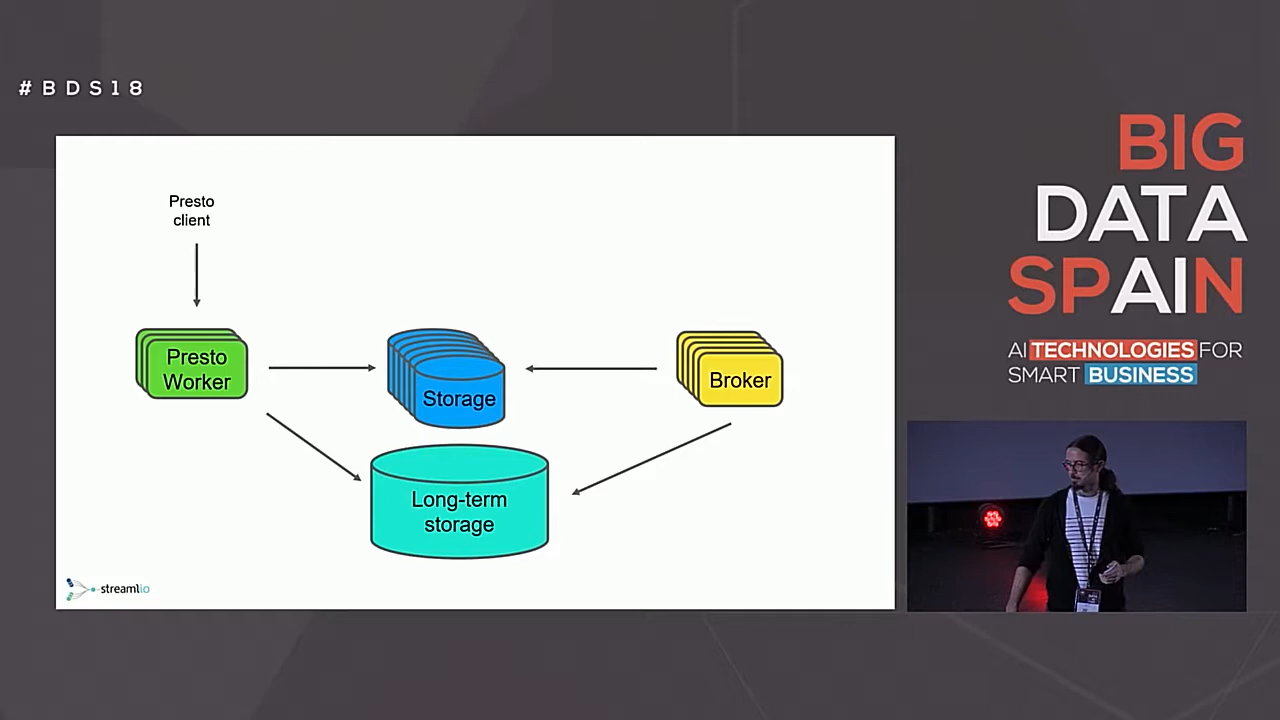 #BDS18
BIG
DATA
SPAIN
AI TECHNOLOGIES FOR
SMART BUSINESS
Presto
client
Presto
Worker
Storage
Broker
Long-term
storage
streamlio